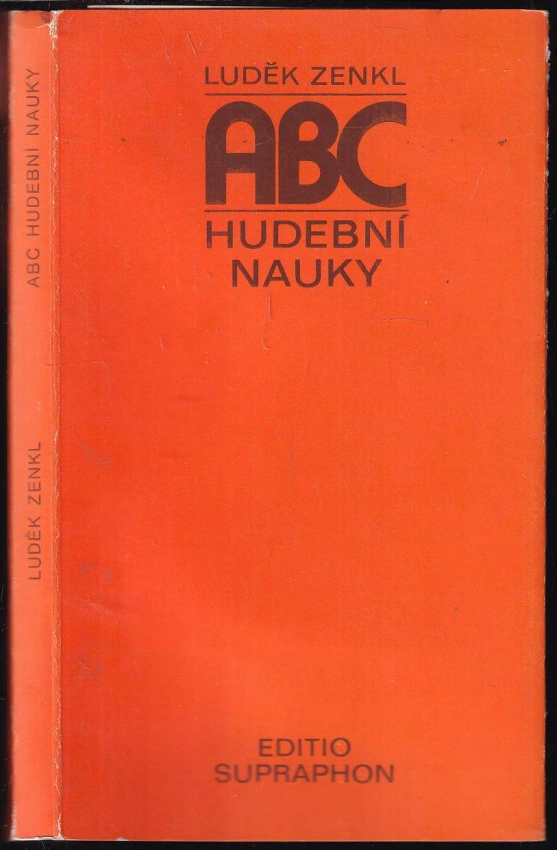 LUDĚK ZENKL
ABC
HUDEBNÍ
NAUKY
EDITIO
SUPRAPHON
ABC HUDEBNÍ NAUKY
LUDĚK ZENKL